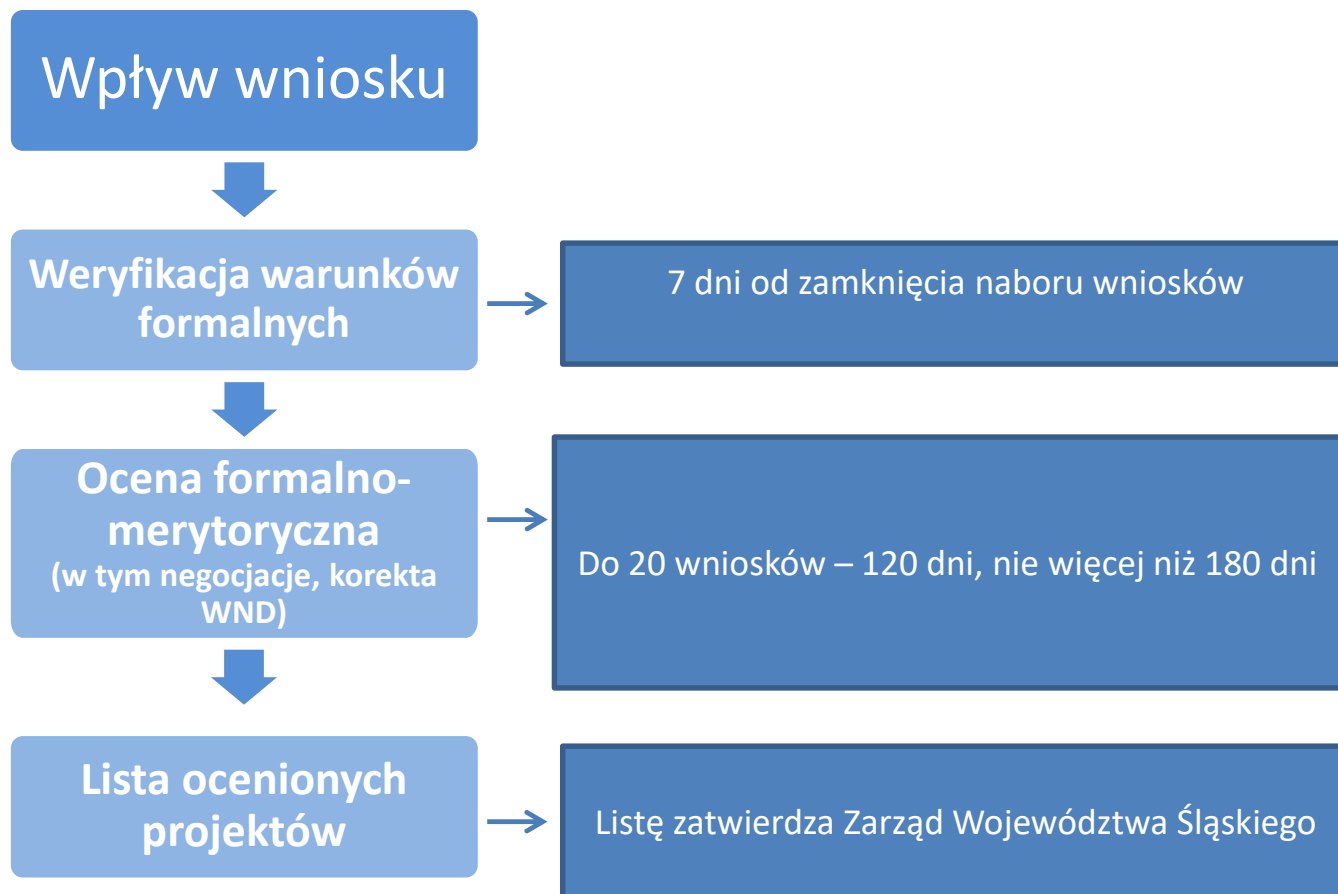 Wpływ wniosku
Weryfikacja warunków
formalnych
7 dni od zamknięcia naboru wniosków
Ocena formalno-
merytoryczna
(w tym negocjacje, korekta
WND)
Do 20 wniosków – 120 dni, nie więcej niż 180 dni
Lista ocenionych
projektów
Listę zatwierdza Zarząd Województwa Śląskiego